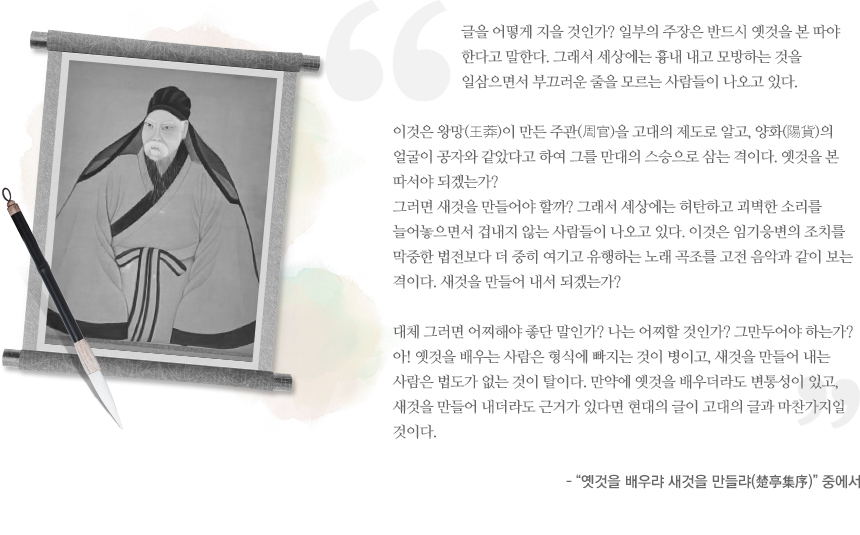 글을 어떻게 지을 것인가? 일부의 주장은 반드시 옛것을 본 따야
한다고 말한다. 그래서 세상에는 흉내 내고 모방하는 것을
일삼으면서 부끄러운 줄을 모르는 사람들이 나오고 있다.
이것은 왕망(王莽)이 만든 주관(周官)을 고대의 제도로 알고, 양화(陽貨)의
얼굴이 공자와 같았다고 하여 그를 만대의 스승으로 삼는 격이다. 옛것을 본
따서야 되겠는가?
그러면 새것을 만들어야 할까? 그래서 세상에는 허탄하고 괴벽한 소리를
늘어놓으면서 겁내지 않는 사람들이 나오고 있다. 이것은 임기응변의 조치를
막중한 법전보다 더 중히 여기고 유행하는 노래 곡조를 고전 음악과 같이 보는
격이다. 새것을 만들어 내서 되겠는가?
대체 그러면 어찌해야 좋단 말인가? 나는 어찌할 것인가? 그만두어야 하는가?
아! 옛것을 배우는 사람은 형식에 빠지는 것이 병이고, 새것을 만들어 내는
사람은 법도가 없는 것이 탈이다. 만약에 옛것을 배우더라도 변통성이 있고,
새것을 만들어 내더라도 근거가 있다면 현대의 글이 고대의 글과 마찬가지일
것이다.
- “옛것을 배우랴 새것을 만들랴(楚亭集序)” 중에서